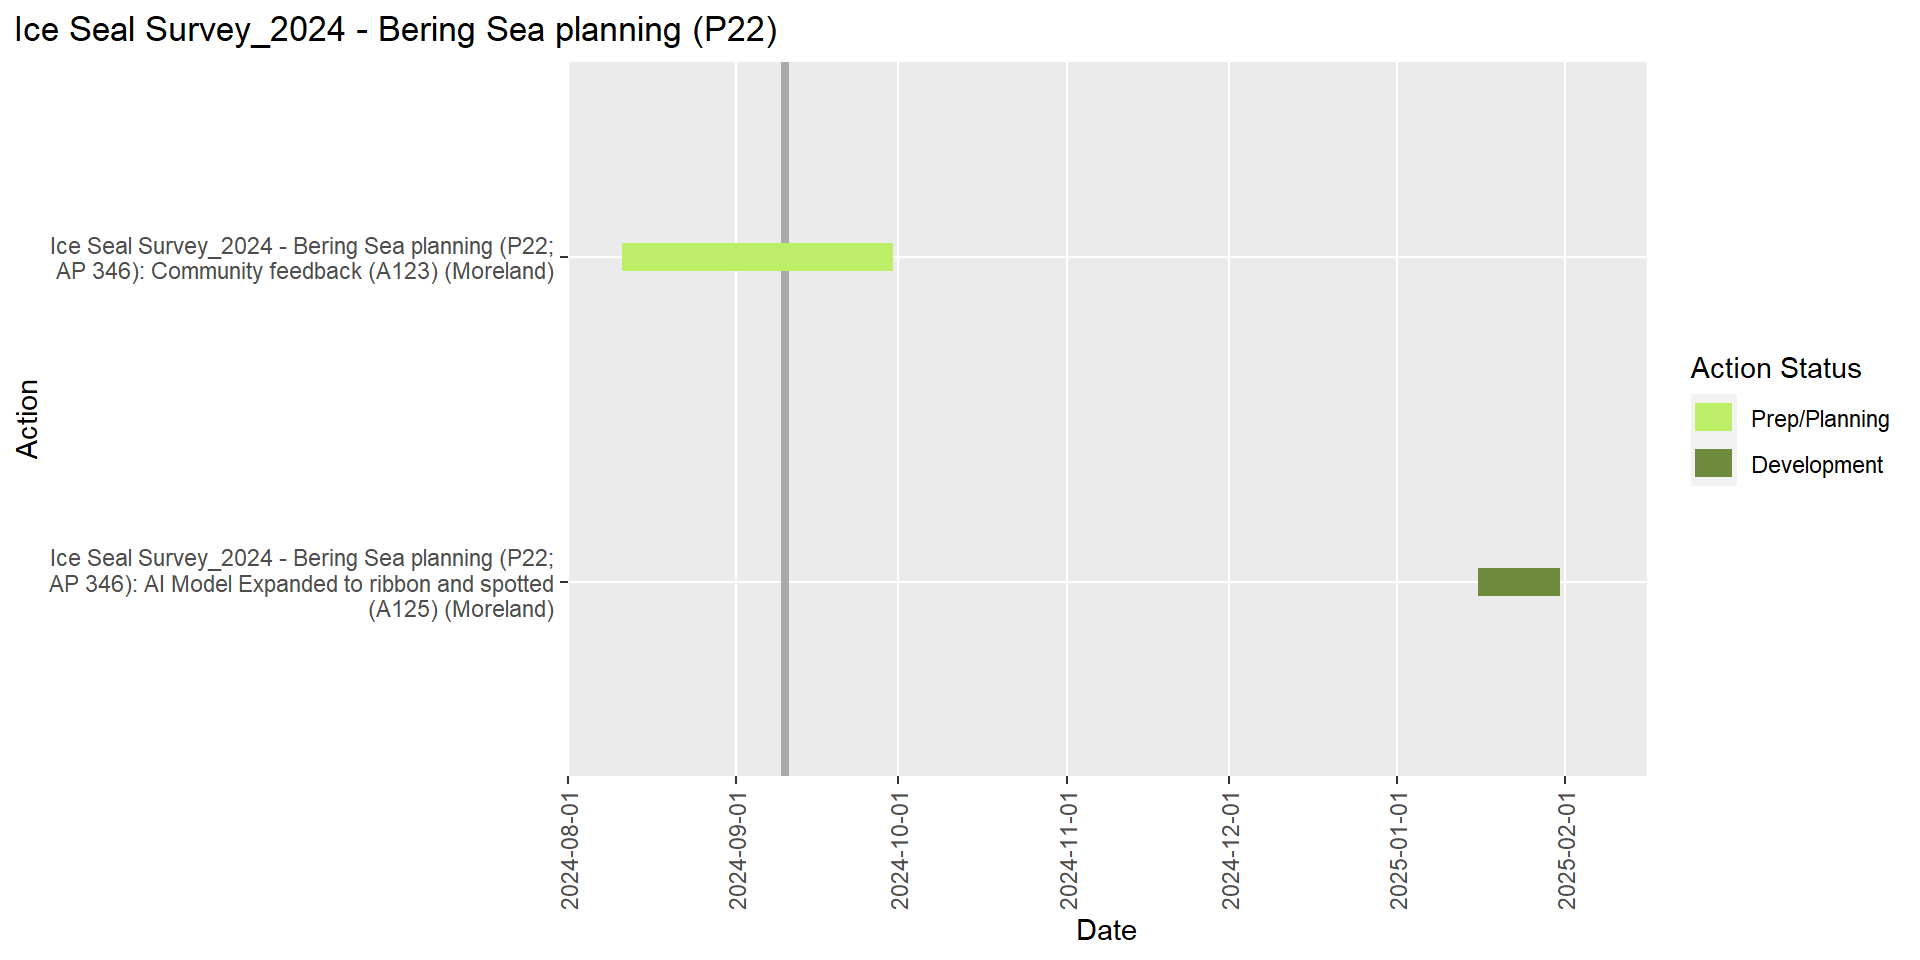 Ice Seal Survey_2024 - Bering Sea planning (P22)
Ice Seal Survey_2024 - Bering Sea planning (P22;
AP 346): Community feedback (A123) (Moreland)
Ice Seal Survey_2024 - Bering Sea planning (P22;
AP 346): AI Model Expanded to ribbon and spotted
(A125) (Moreland)
Action
2024-08-01
2024-09-01
2024-10-01
2024-11-01
2024-12-01
2025-01-01
2025-02-01
Date
Action Status
Prep/Planning
Development